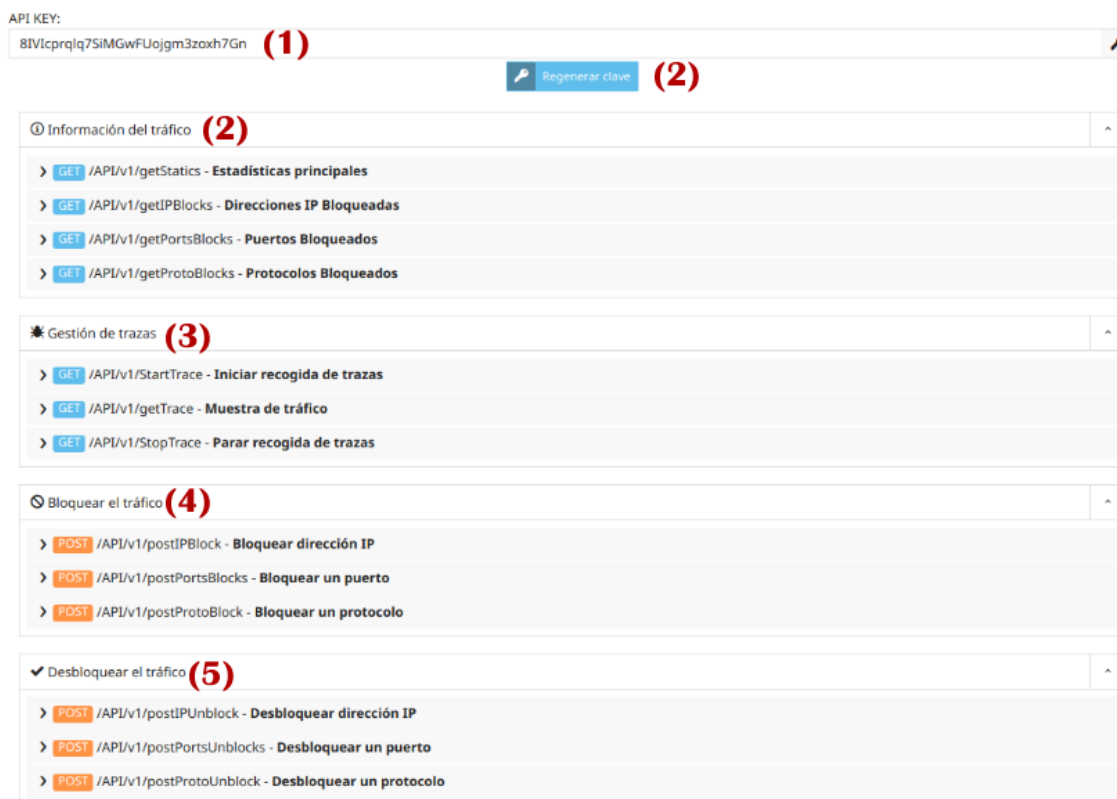 API KEY:
8IVIcprqlq7SiMGwFUojgm3zoxh7Gn (1)
Regenerar clave (2)
Información del tráfico (2)
GET /API/v1/getStatics - Estadísticas principales
GET /API/v1/getIPBlocks - Direcciones IP Bloqueadas
GET /API/v1/getPortsBlocks - Puertos Bloqueados
GET /API/v1/getProtoBlocks - Protocolos Bloqueados
Gestión de trazas (3)
GET /API/v1/StartTrace - Iniciar recogida de trazas
GET /API/v1/getTrace - Muestra de tráfico
GET /API/v1/StopTrace - Parar recogida de trazas
Bloquear el tráfico (4)
POST /API/v1/postIPBlock - Bloquear dirección IP
POST /API/v1/postPortsBlocks - Bloquear un puerto
POST /API/v1/postProtoBlock - Bloquear un protocolo
Desbloquear el tráfico (5)
POST /API/v1/postIPUnblock - Desbloquear dirección IP
POST /API/v1/postPortsUnblocks - Desbloquear un puerto
POST /API/v1/postProtoUnblock - Desbloquear un protocolo